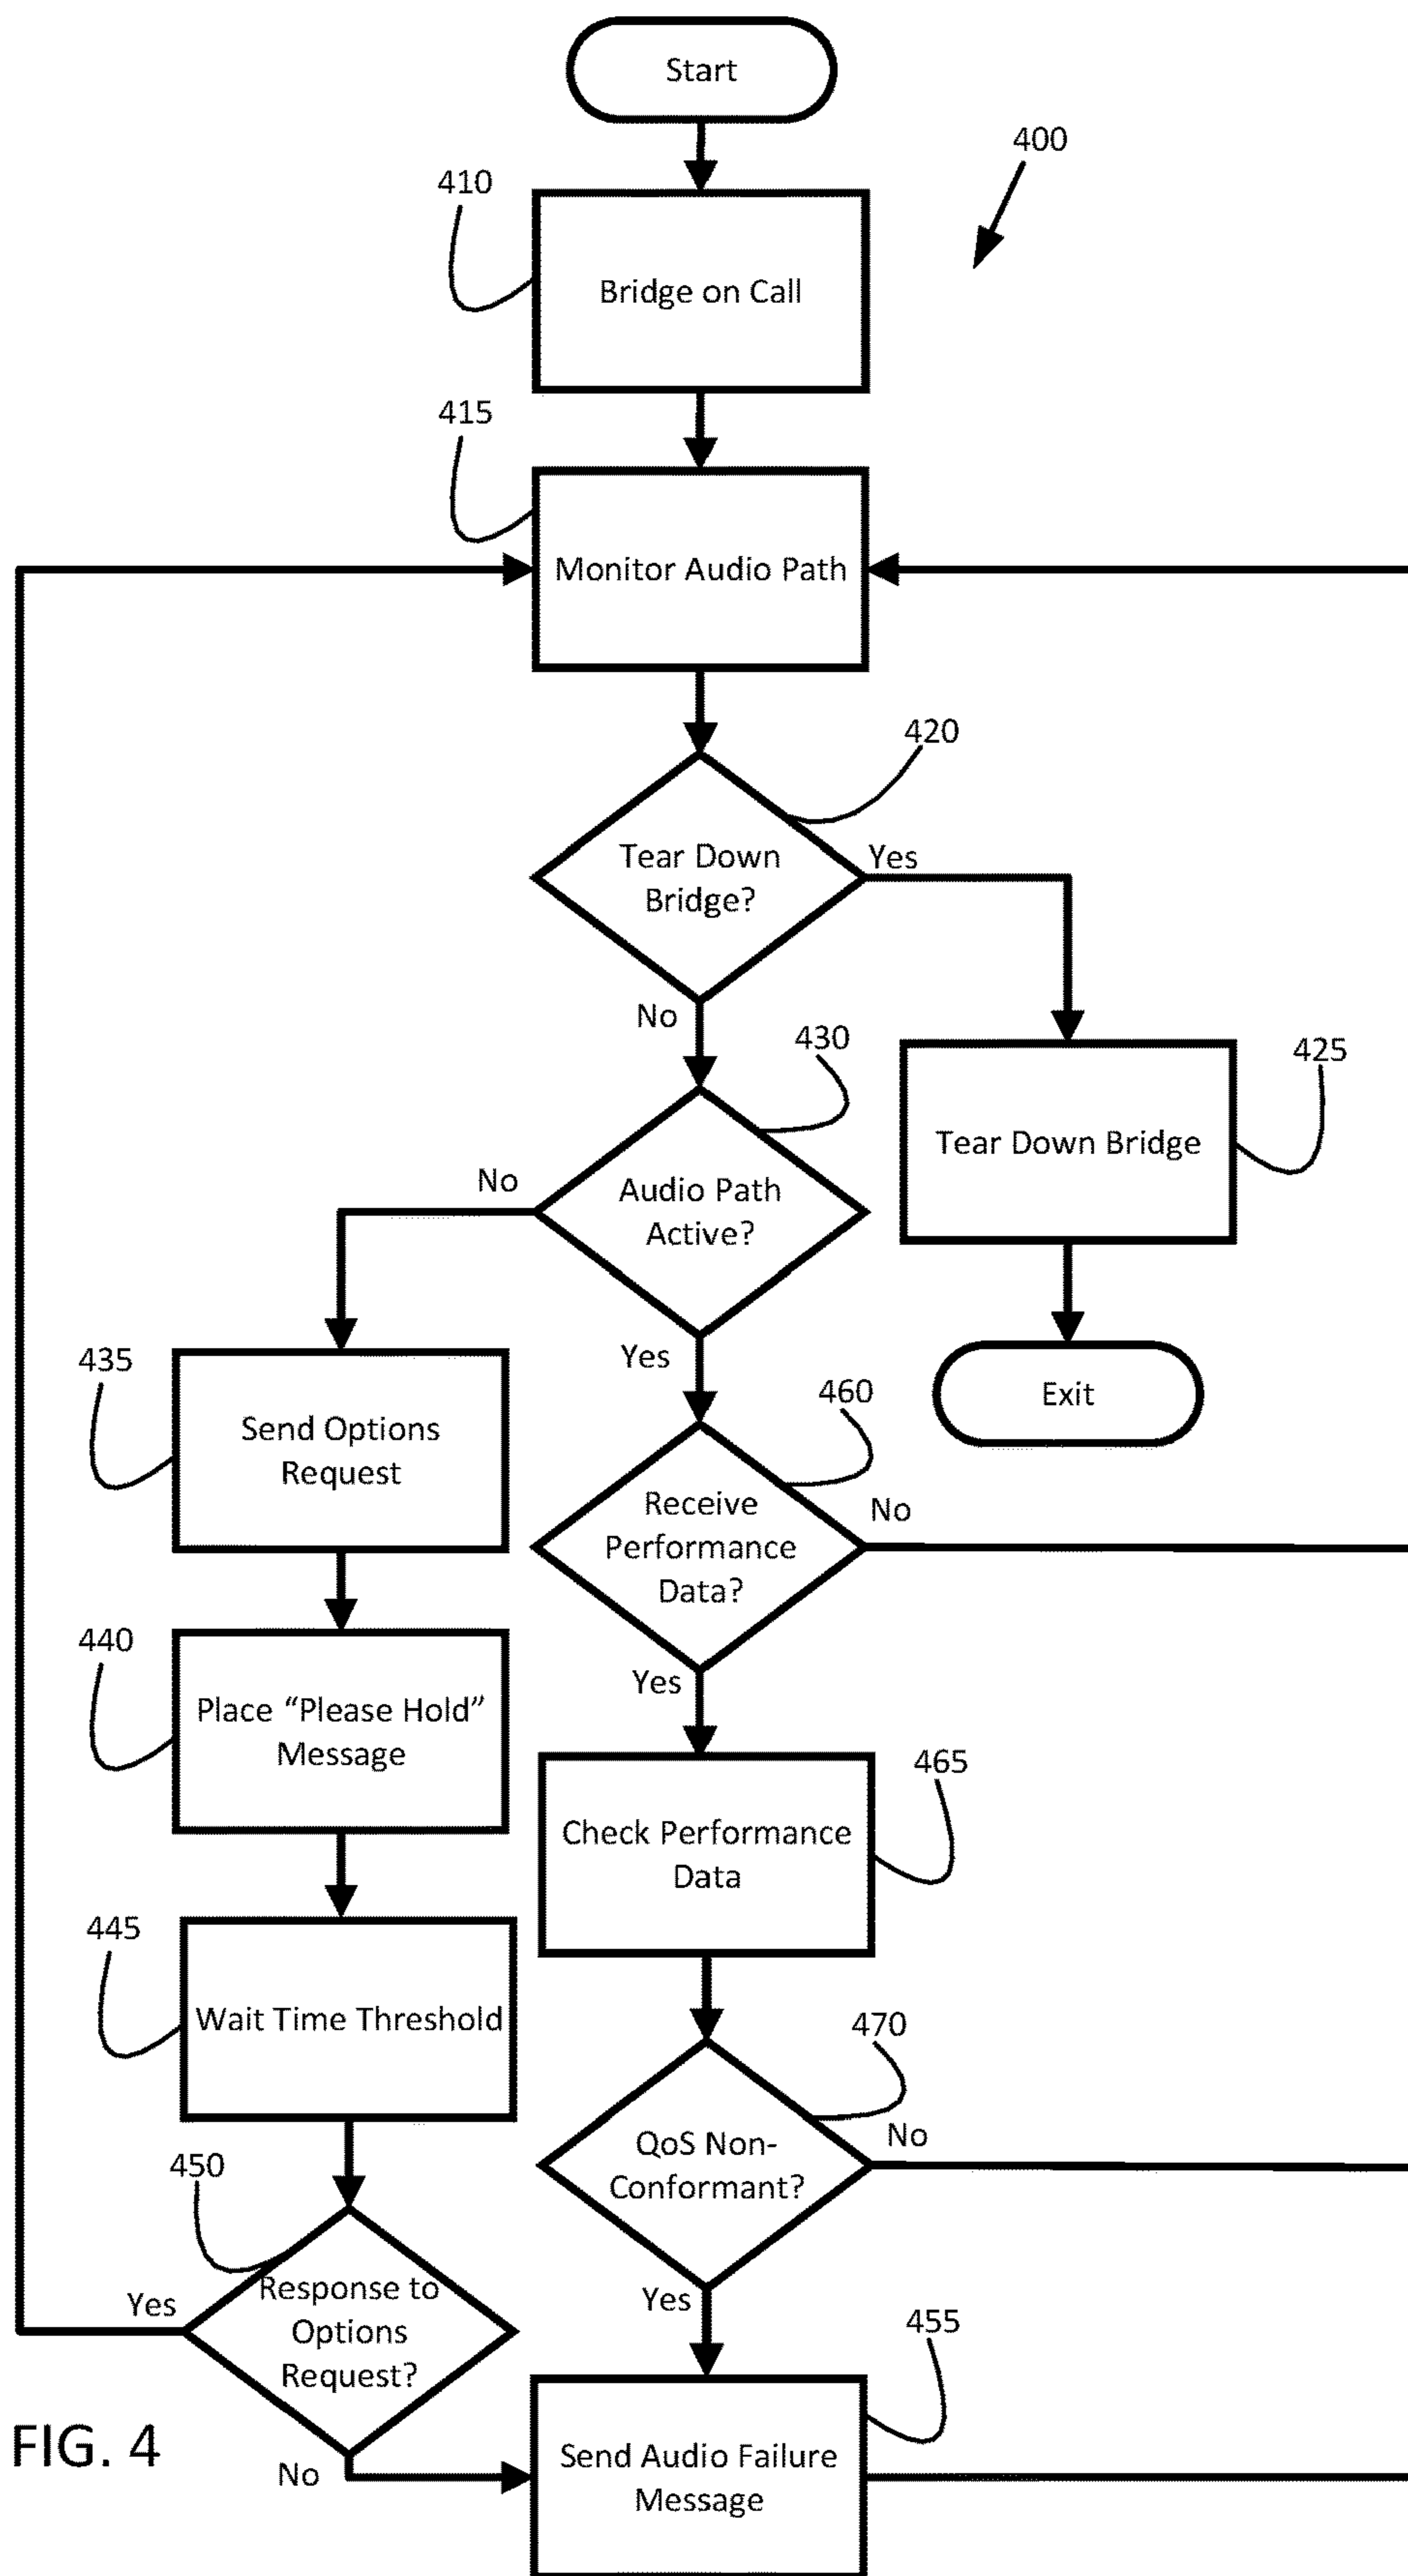 Start
400
410
Bridge on Call
415
Monitor Audio Path
420
Tear Down
Bridge?
Yes
No
430
425
Tear Down Bridge
Audio Path
Active?
No
Yes
Exit
435
Send Options
Request
460
Receive
Performance
Data?
No
Yes
440
Place “Please Hold”
Message
465
Check Performance
Data
445
Wait Time Threshold
470
QoS Non-
Conformant?
No
Yes
450
Response to
Options
Request?
Yes
No
455
Send Audio Failure
Message
FIG. 4